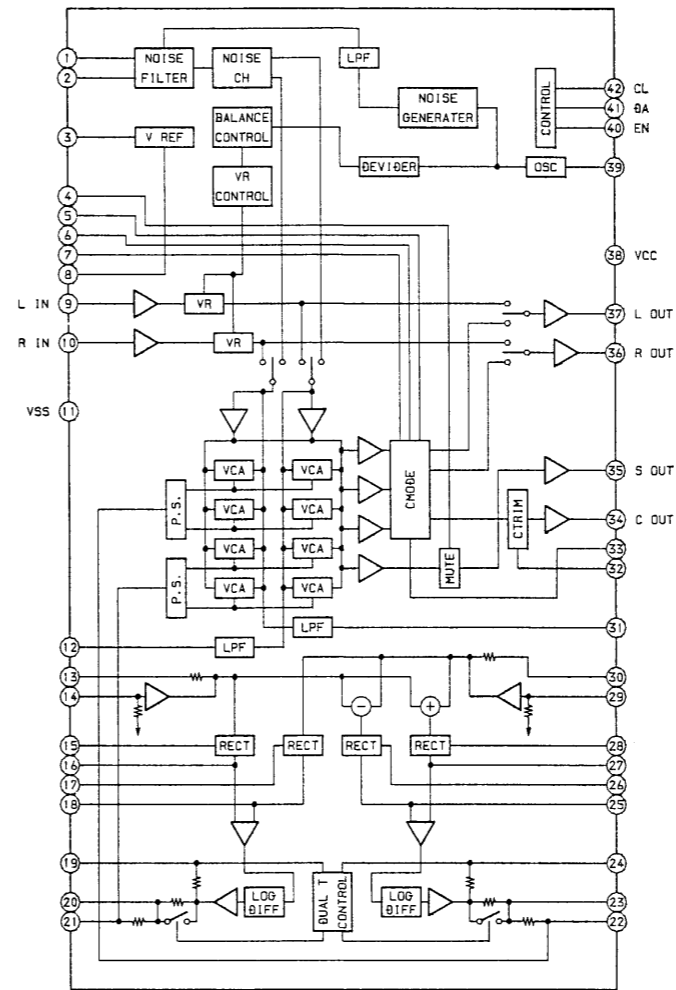 1
NOISE
FILTER
NOISE
CH
LPF
2
NOISE
GENERATER
CONTROL
42 CL
41 DA
40 EN
3
V REF
BALANCE
CONTROL
DEVIDER
OSC
39
VR
CONTROL
4
5
6
7
8
38 VCC
L IN 9
VR
37 L OUT
R IN 10
VR
36 R OUT
VSS 11
CMODE
VCA
VCA
P.S.
VCA
VCA
VCA
VCA
P.S.
VCA
VCA
MUTE
CTRIM
35 S OUT
34 C OUT
33
32
LPF
31
12
LPF
13
30
14
29
−
+
15
RECT
RECT
RECT
RECT
28
16
27
17
26
18
25
19
24
20
LOG
DIFF
DUAL T
CONTROL
LOG
DIFF
23
21
22